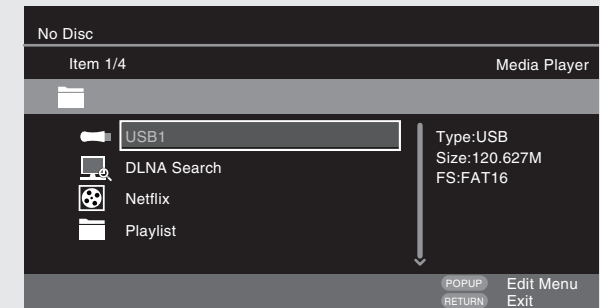 No Disc
Item 1/4 Media Player
USB1
DLNA Search
Netflix
Playlist
Type:USB
Size:120.627M
FS:FAT16
POPUP Edit Menu
RETURN Exit